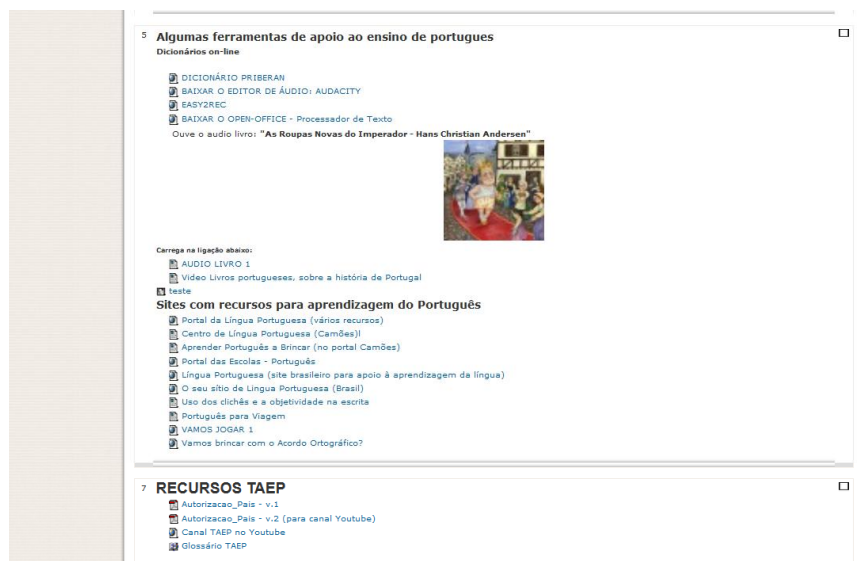 5 Algumas ferramentas de apoio ao ensino de portugues
Dicionários on-line
DICIONÁRIO PRIBERAN
BAIXAR O EDITOR DE ÁUDIO: AUDACITY
EASY2REC
BAIXAR O OPEN-OFFICE - Processador de Texto
Ouve o audio livro: "As Roupas Novas do Imperador - Hans Christian Andersen"
Carrega na ligação abaixo:
AUDIO LIVRO 1
Video Livros portugueses, sobre a história de Portugal
teste
Sites com recursos para aprendizagem do Português
Portal da Língua Portuguesa (vários recursos)
Centro de Língua Portuguesa (Camões)l
Aprender Português a Brincar (no portal Camões)
Portal das Escolas - Português
Língua Portuguesa (site brasileiro para apoio à aprendizagem da língua)
O seu sítio de Lingua Portuguesa (Brasil)
Uso dos clichês e a objetividade na escrita
Português para Viagem
VAMOS JOGAR 1
Vamos brincar com o Acordo Ortográfico?
7 RECURSOS TAEP
Autorizacao_Pais - v.1
Autorizacao_Pais - v.2 (para canal Youtube)
Canal TAEP no Youtube
Glossário TAEP